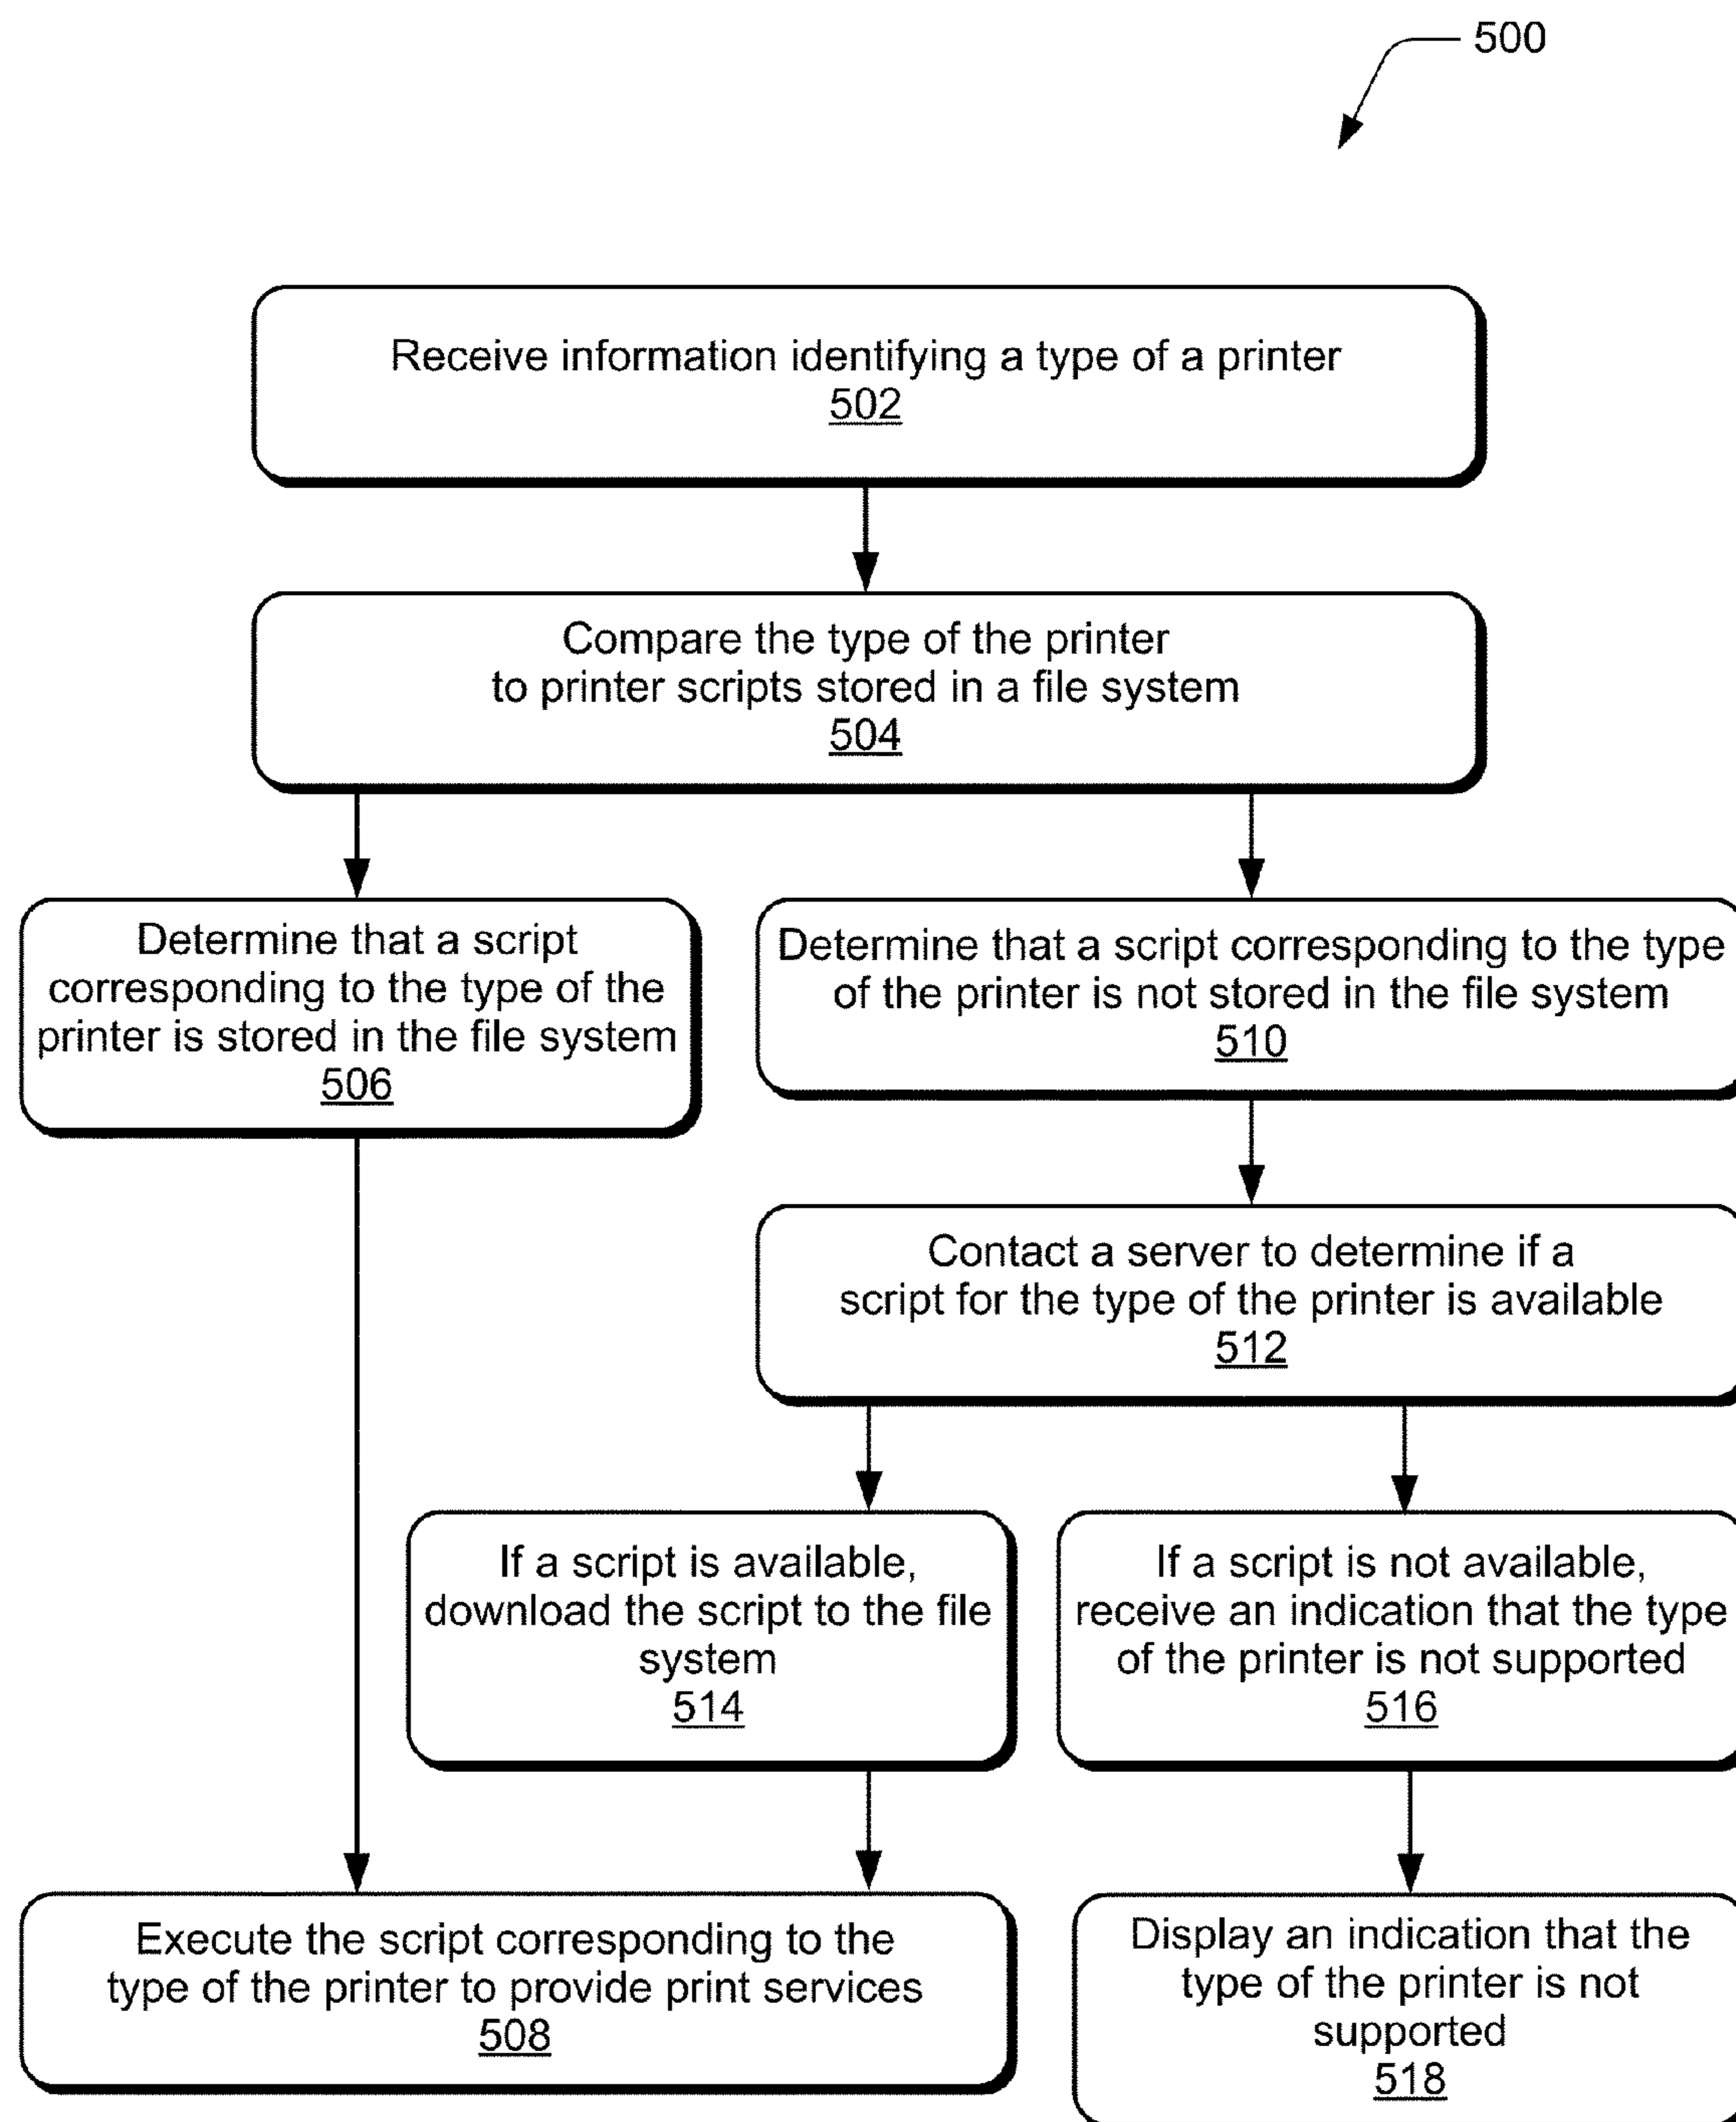 500
Receive information identifying a type of a printer
502
Compare the type of the printer
to printer scripts stored in a file system
504
Determine that a script
corresponding to the type of the
printer is stored in the file system
506
Determine that a script corresponding to the type
of the printer is not stored in the file system
510
Contact a server to determine if a
script for the type of the printer is available
512
If a script is available,
download the script to the file
system
514
If a script is not available,
receive an indication that the type
of the printer is not supported
516
Execute the script corresponding to the
type of the printer to provide print services
508
Display an indication that the
type of the printer is not
supported
518